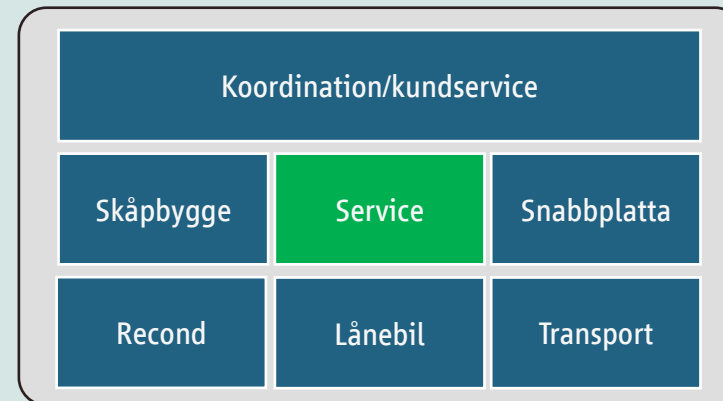 Koordination/kundservice
Skåpbygge Service Snabbplatta
Recond Lånebil Transport